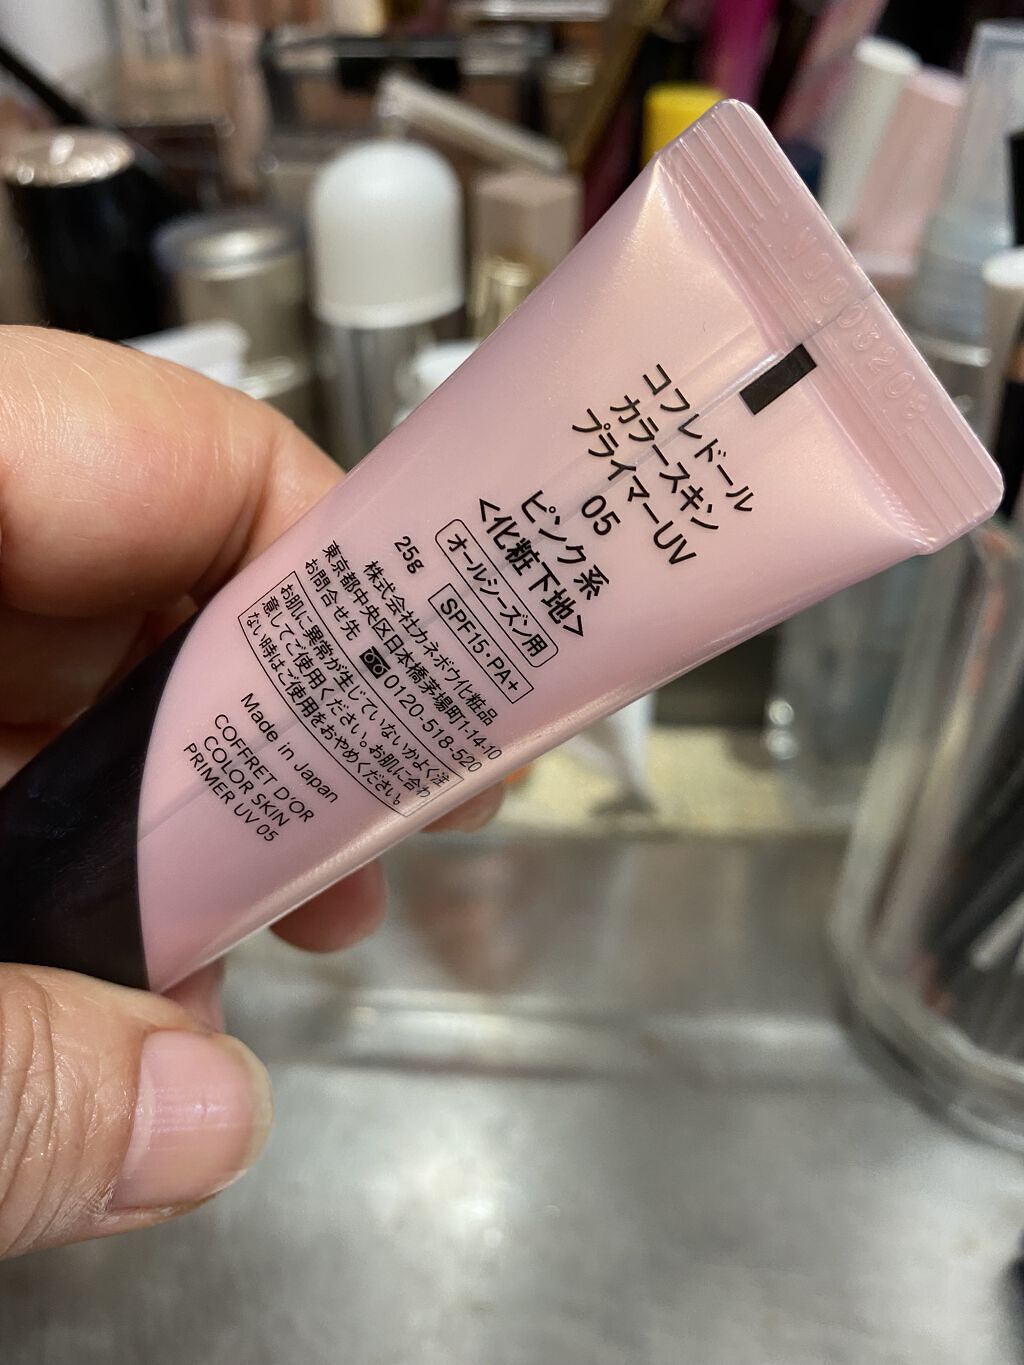 コフレドール
カラースキン
プライマーUV
05
ピンク系
<化粧下地>
オールシーズン用
SPF15・PA+
25g
株式会社カネボウ化粧品
東京都中央区日本橋茅場町1-14-10
お問合せ先 0120-518-520
お肌に異常が生じていないかよく注
意してご使用ください。お肌に合わ
ない時はご使用をおやめください。
Made in Japan
COFFRET D'OR
COLOR SKIN
PRIMER UV 05